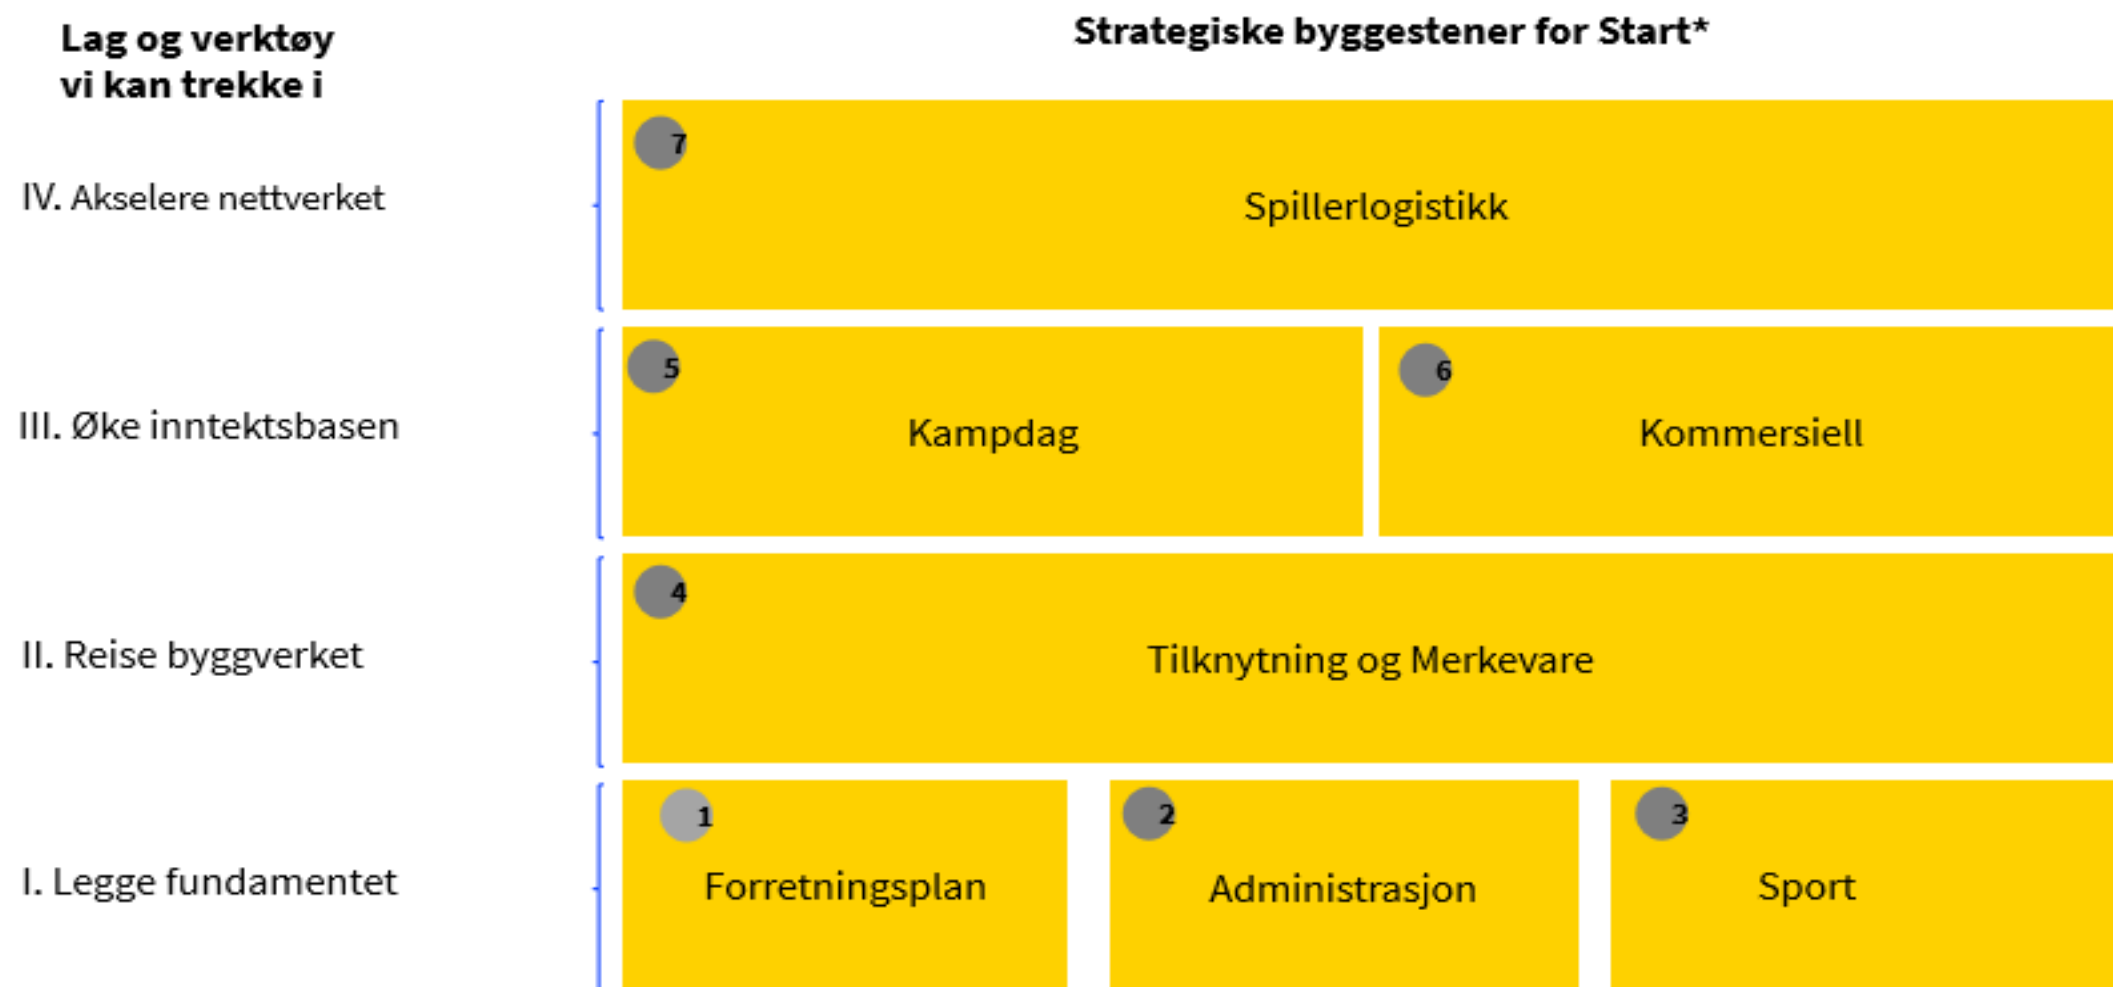 Lag og verktøy
vi kan trekke i
Strategiske byggestener for Start*
IV. Akselere nettverket
7
Spillerlogistikk
III. Øke inntektsbasen
5
Kampdag
6
Kommersiell
II. Reise byggverket
4
Tilknytning og Merkevare
I. Legge fundamentet
1
Forretningsplan
2
Administrasjon
3
Sport